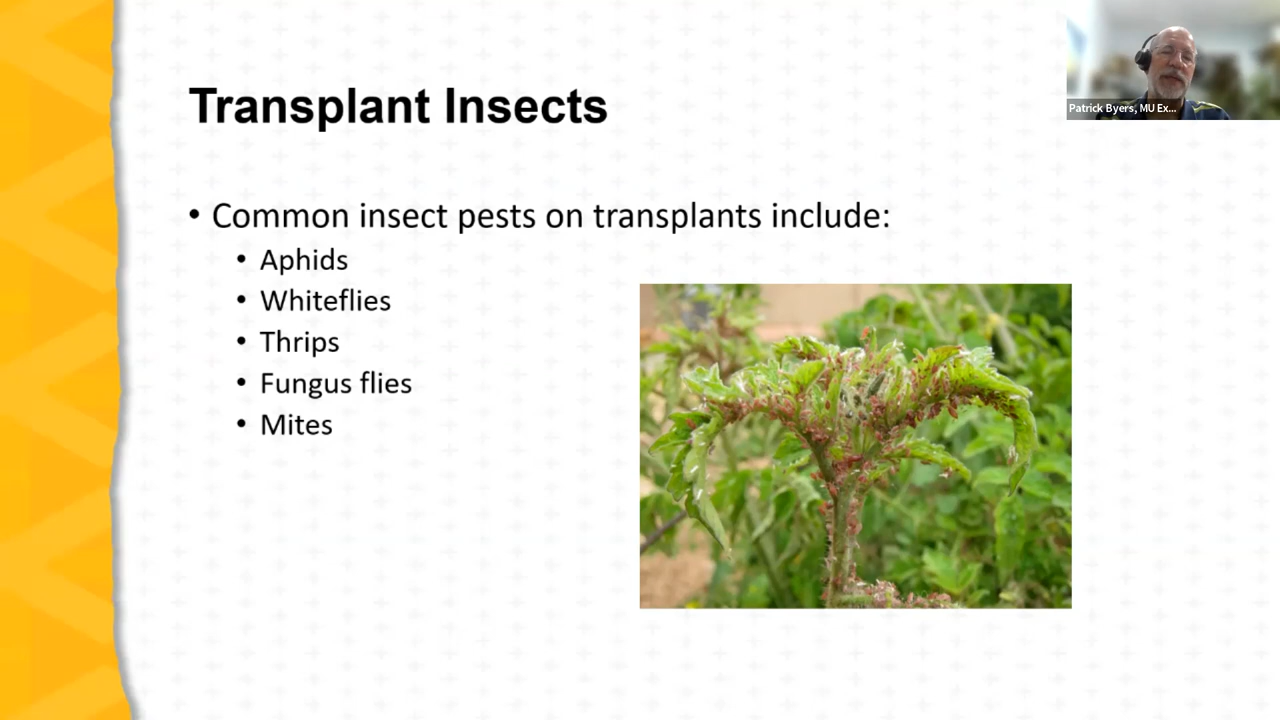 Transplant Insects
Patrick Byers, MU Ex...
• Common insect pests on transplants include:
• Aphids
• Whiteflies
• Thrips
• Fungus flies
• Mites